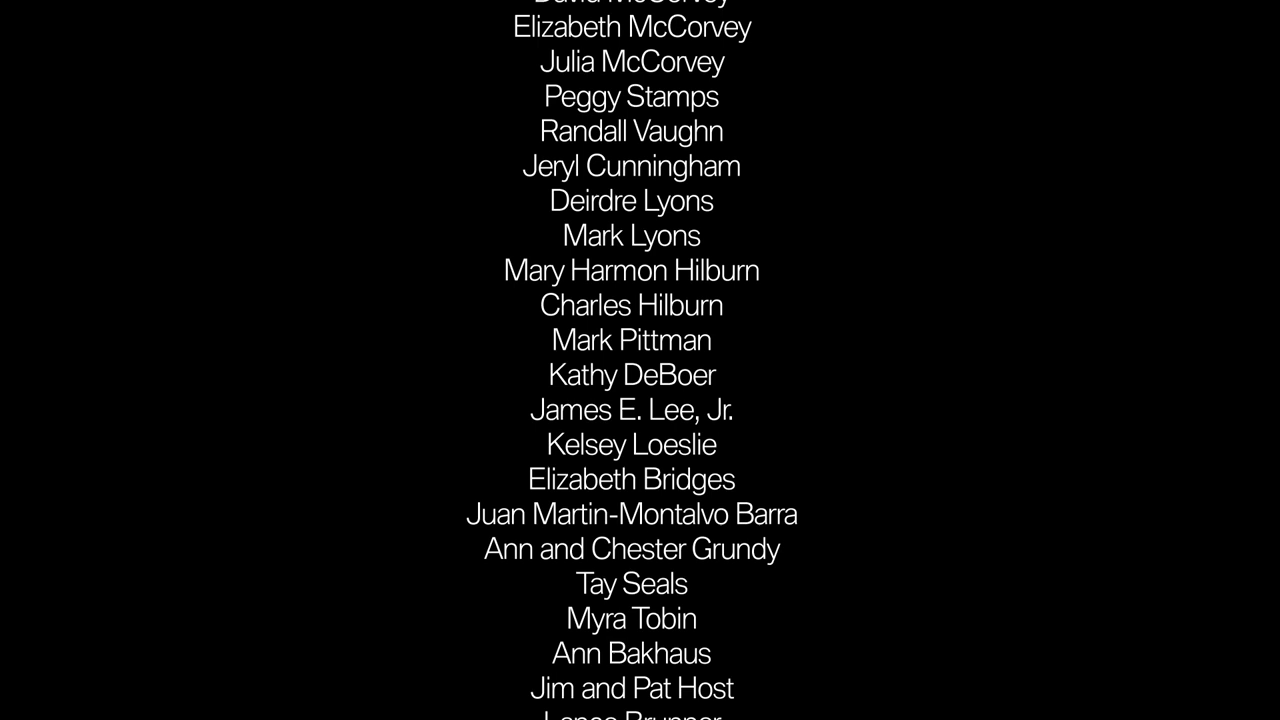 David McCorvey
Elizabeth McCorvey
Julia McCorvey
Peggy Stamps
Randall Vaughn
Jeryl Cunningham
Deirdre Lyons
Mark Lyons
Mary Harmon Hilburn
Charles Hilburn
Mark Pittman
Kathy DeBoer
James E. Lee, Jr.
Kelsey Loeslie
Elizabeth Bridges
Juan Martin-Montalvo Barra
Ann and Chester Grundy
Tay Seals
Myra Tobin
Ann Bakhaus
Jim and Pat Host